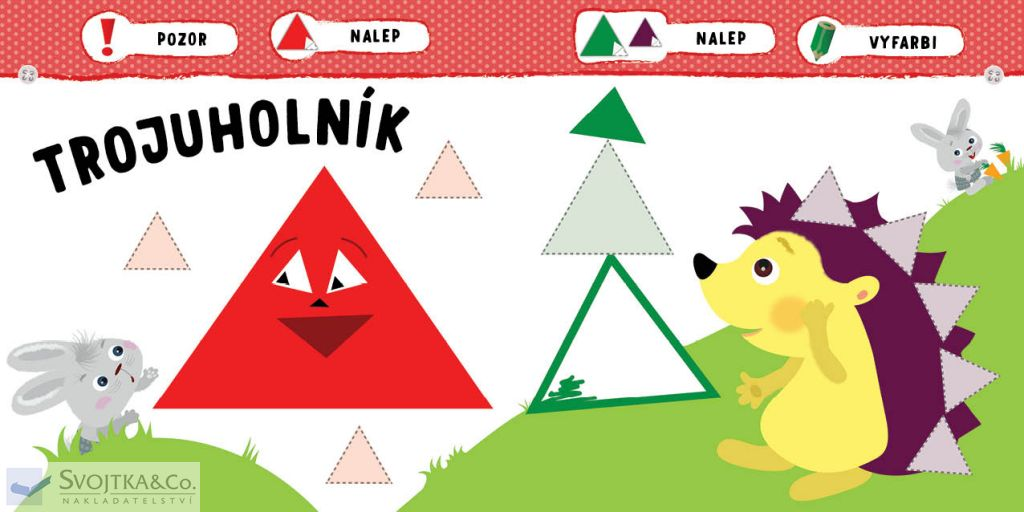 POZOR
NALEP
NALEP
VYFARBI
TROJUHOLNÍK
SVOJTKA&CO.
NAKLADATELSTVÍ